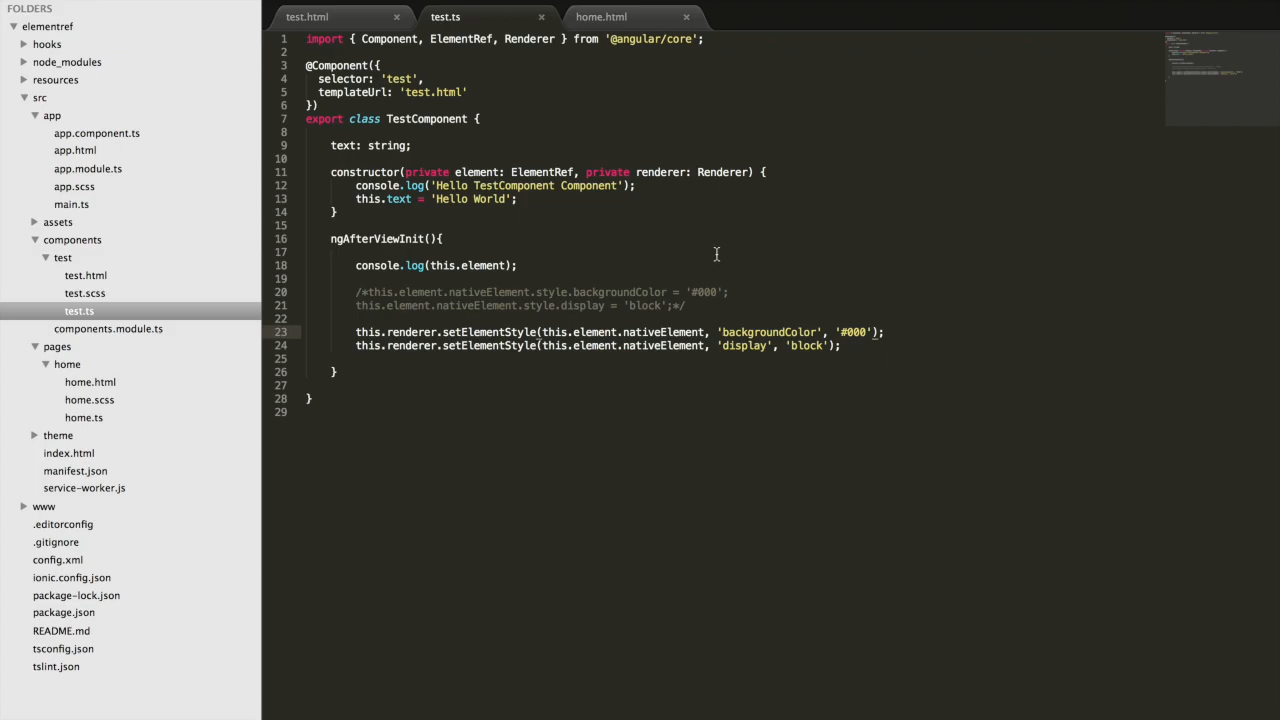 FOLDERS
elementref
hooks
node_modules
resources
src
app
app.component.ts
app.html
app.module.ts
app.scss
main.ts
assets
components
test
test.html
test.scss
test.ts
components.module.ts
pages
home
home.html
home.scss
home.ts
theme
index.html
manifest.json
service-worker.js
www
.editorconfig
.gitignore
config.xml
ionic.config.json
package-lock.json
package.json
README.md
tsconfig.json
tslint.json
test.html × test.ts × home.html ×
1 import { Component, ElementRef, Renderer } from '@angular/core';
2
3 @Component({
4 selector: 'test',
5 templateUrl: 'test.html'
6 })
7 export class TestComponent {
8
9 text: string;
10
11 constructor(private element: ElementRef, private renderer: Renderer) {
12 console.log('Hello TestComponent Component');
13 this.text = 'Hello World';
14 }
15
16 ngAfterViewInit(){
17
18 console.log(this.element);
19
20 /*this.element.nativeElement.style.backgroundColor = '#000';
21 this.element.nativeElement.style.display = 'block';*/
22
23 this.renderer.setElementStyle(this.element.nativeElement, 'backgroundColor', '#000');
24 this.renderer.setElementStyle(this.element.nativeElement, 'display', 'block');
25
26 }
27
28 }
29